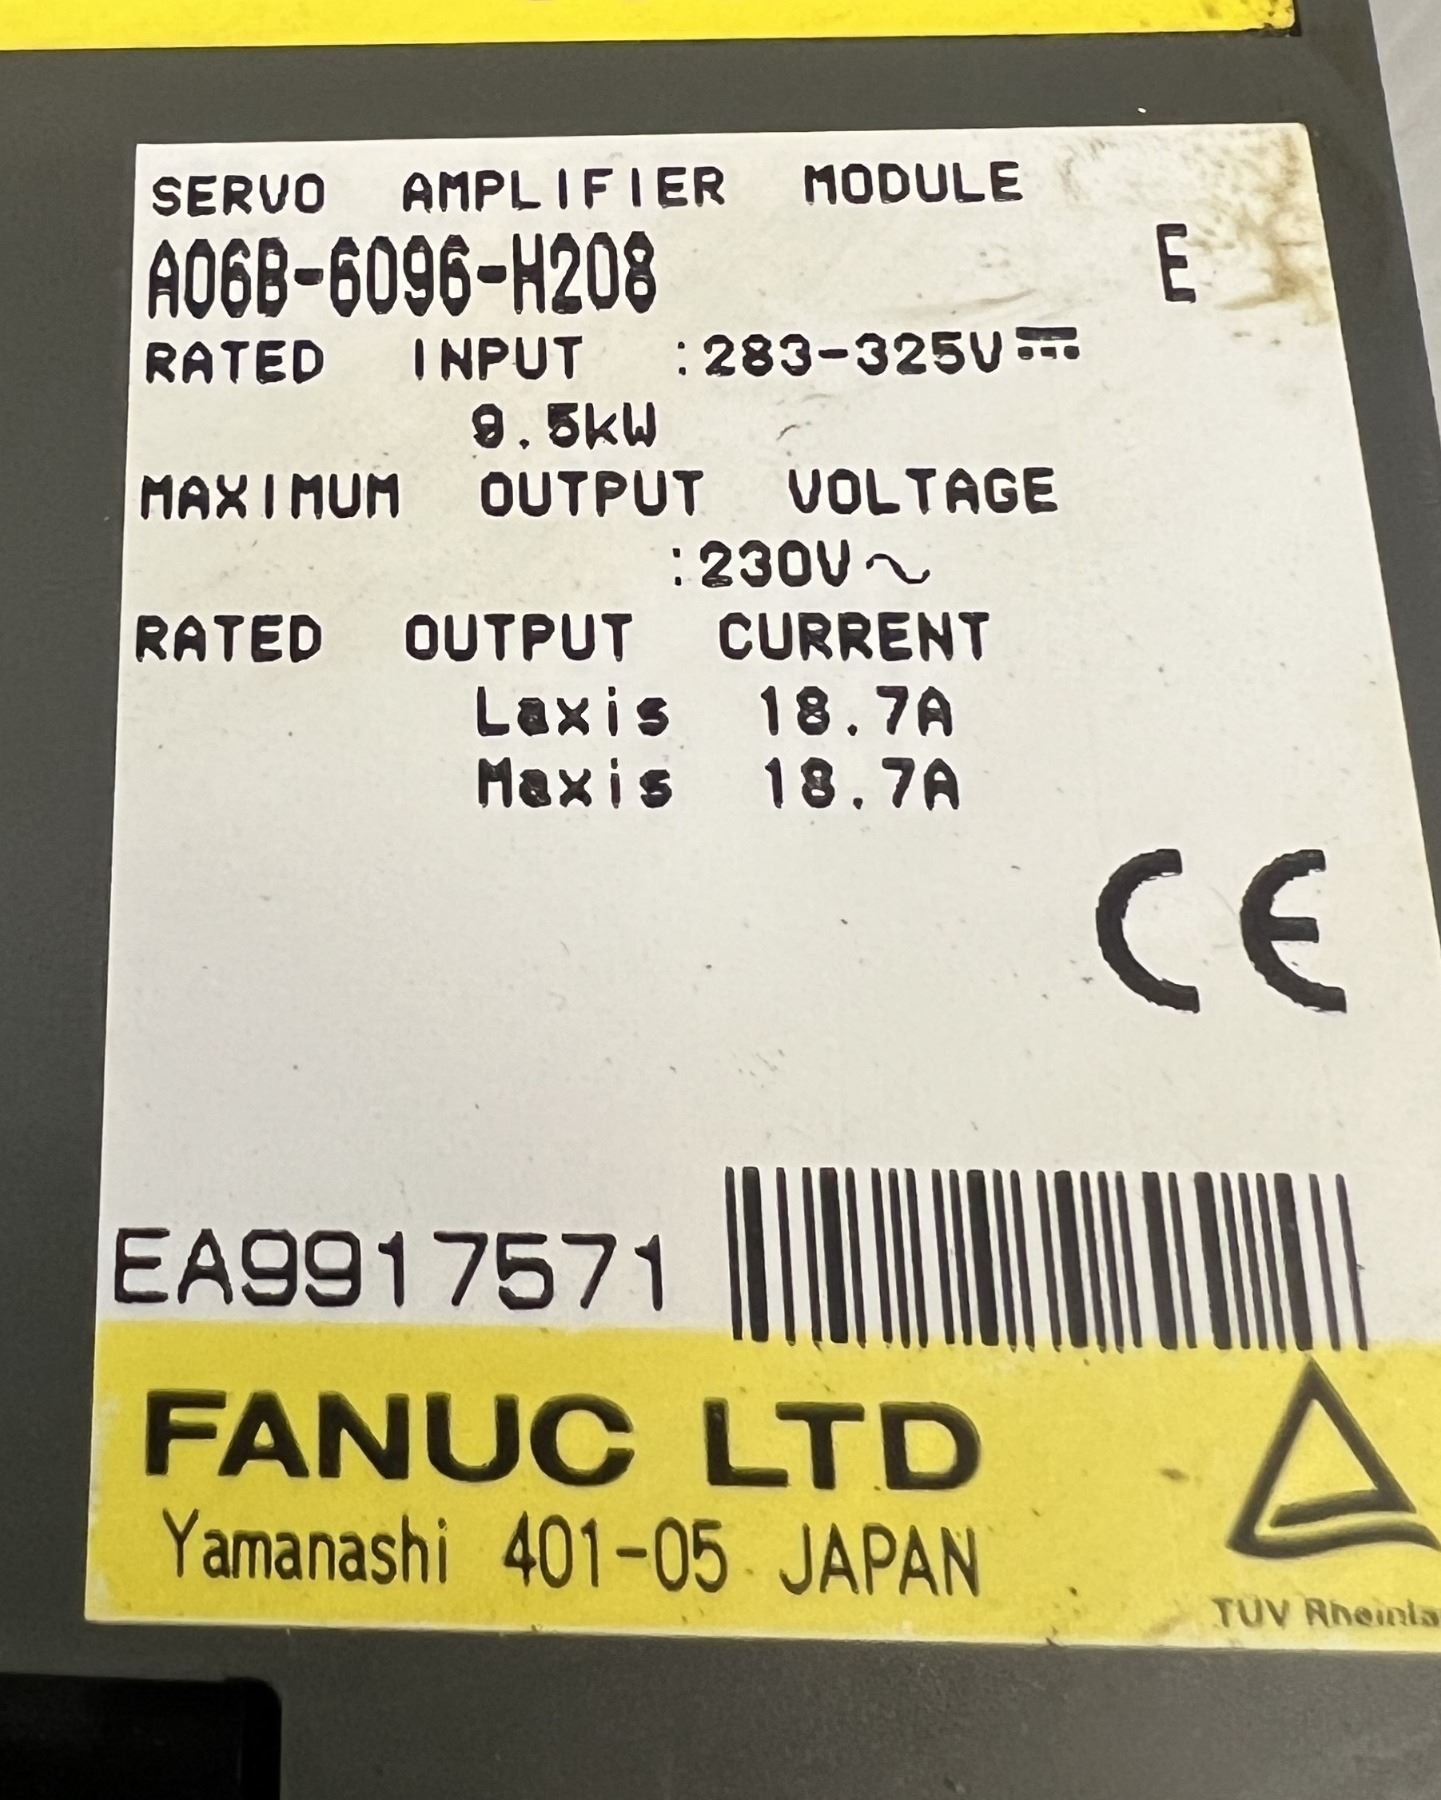 SERVO AMPLIFIER MODULE
A06B-6096-H208 E
RATED INPUT :283-325V⎓
9.5kW
MAXIMUM OUTPUT VOLTAGE
:230V~
RATED OUTPUT CURRENT
Laxis 18.7A
Maxis 18.7A
CE
EA9917571
FANUC LTD
Yamanashi 401-05 JAPAN
TUV